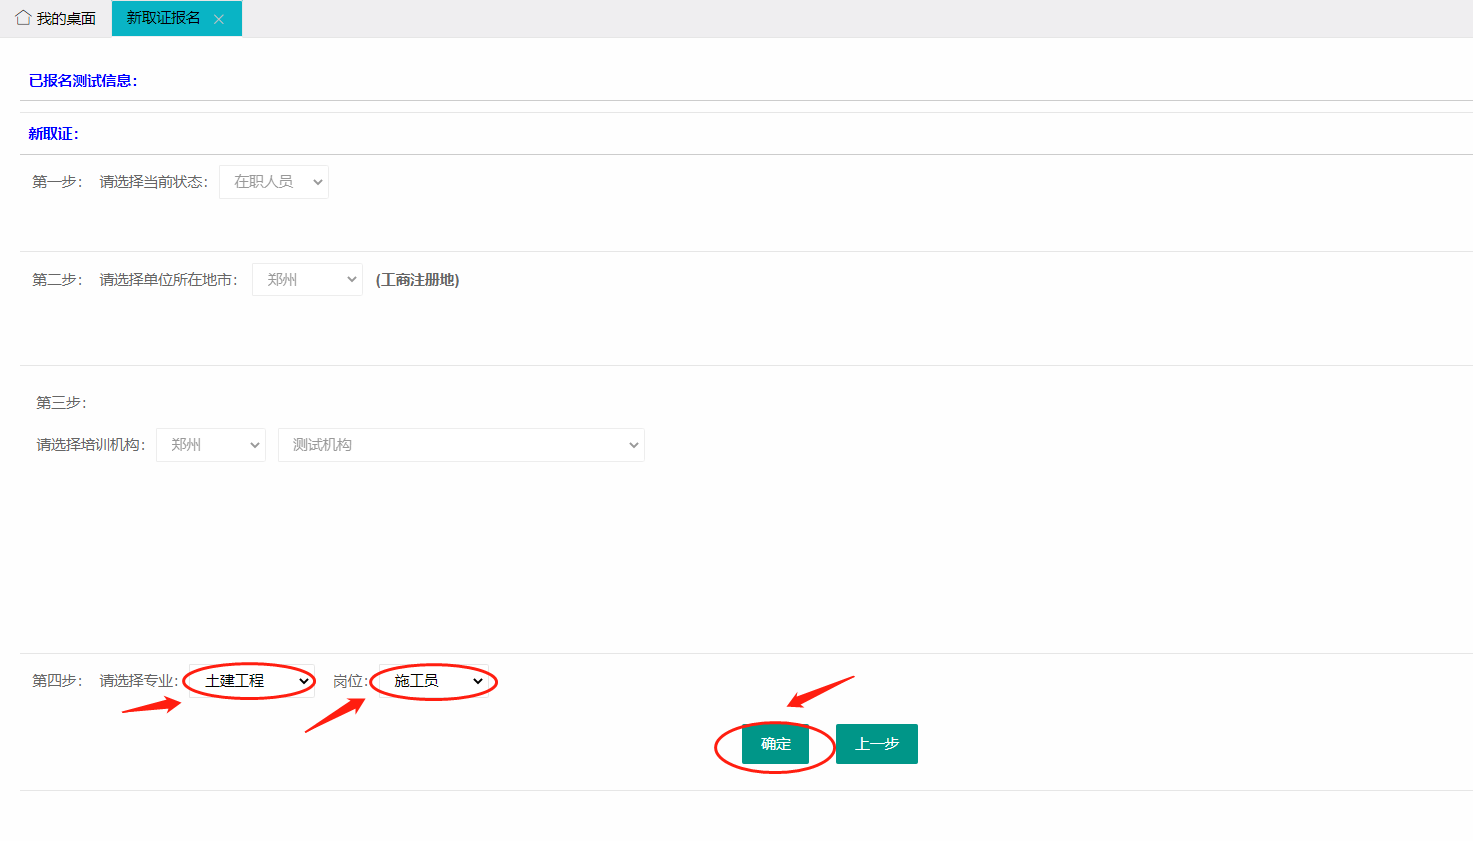 我的桌面 新取证报名
已报名测试信息:
新取证:
第一步: 请选择当前状态: 在职人员
第二步: 请选择单位所在地市: 郑州 (工商注册地)
第三步:
请选择培训机构: 郑州 测试机构
第四步: 请选择专业: 土建工程 岗位: 施工员
确定 上一步